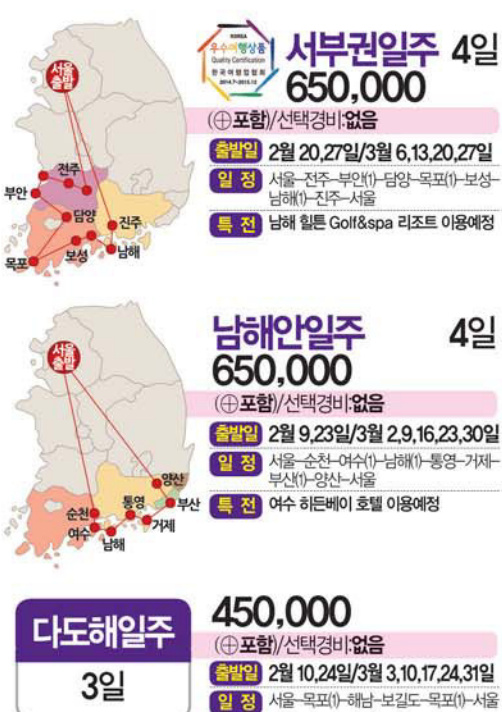 KOREA
우수여행상품
Quality Certification
한국여행업협회
2014.7~2015.12
서부권일주 4일
650,000
(⊕포함)/선택경비:없음
출발일 2월 20,27일/3월 6,13,20,27일
일 정 서울–전주–부안(1)–담양–목포(1)–보성–
남해(1)–진주–서울
특 전 남해 힐튼 Golf&spa 리조트 이용예정
서울
출발
전주
부안
담양
진주
목포
보성
남해
남해안일주 4일
650,000
(⊕포함)/선택경비:없음
출발일 2월 9,23일/3월 2,9,16,23,30일
일 정 서울–순천–여수(1)–남해(1)–통영–거제–
부산(1)–양산–서울
특 전 여수 히든베이 호텔 이용예정
서울
출발
양산
순천
통영
부산
여수
거제
남해
다도해일주
3일
450,000
(⊕포함)/선택경비:없음
출발일 2월 10,24일/3월 3,10,17,24,31일
일 정 서울–목포(1)–해남–보길도–목포(1)–서울